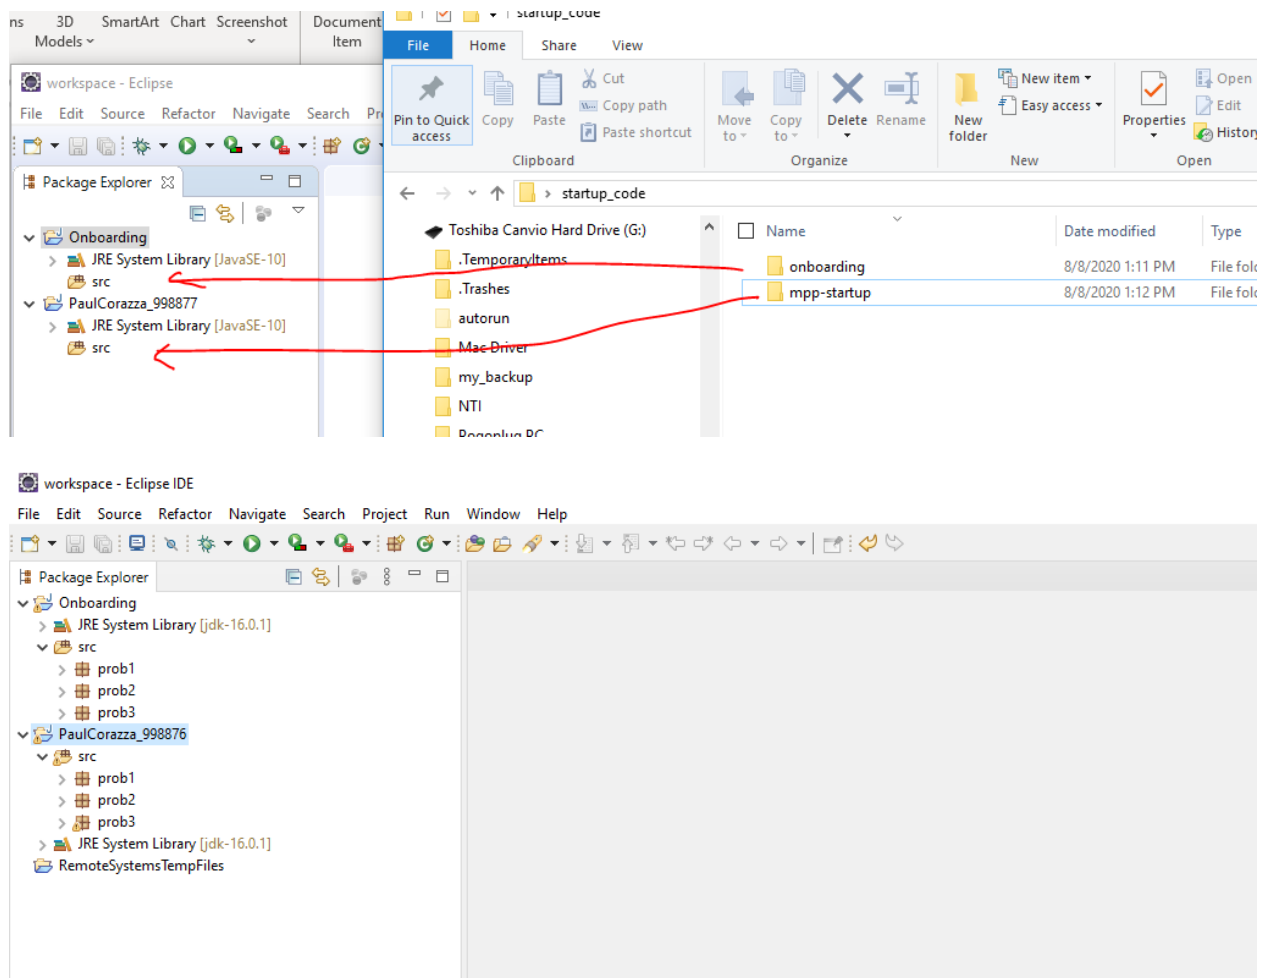 ns 3D SmartArt Chart Screenshot Document
Models Item
startup_code
File Home Share View
workspace - Eclipse
File Edit Source Refactor Navigate Search Pr
Pin to Quick access
Copy
Paste
Cut
Copy path
Paste shortcut
Clipboard
Move to
Copy to
Delete
Rename
Organize
New folder
New item
Easy access
New
Properties
Open
Edit
History
Open
startup_code
Package Explorer
Onboarding
JRE System Library [JavaSE-10]
src
PaulCorazza_998877
JRE System Library [JavaSE-10]
src
Toshiba Canvio Hard Drive (G:)
.TemporaryItems
.Trashes
autorun
Mac Driver
my_backup
NTI
Pogoplug PC
Name Date modified Type
onboarding 8/8/2020 1:11 PM File fold
mpp-startup 8/8/2020 1:12 PM File fold
workspace - Eclipse IDE
File Edit Source Refactor Navigate Search Project Run Window Help
Package Explorer
Onboarding
JRE System Library [jdk-16.0.1]
src
prob1
prob2
prob3
PaulCorazza_998876
src
prob1
prob2
prob3
JRE System Library [jdk-16.0.1]
RemoteSystemsTempFiles